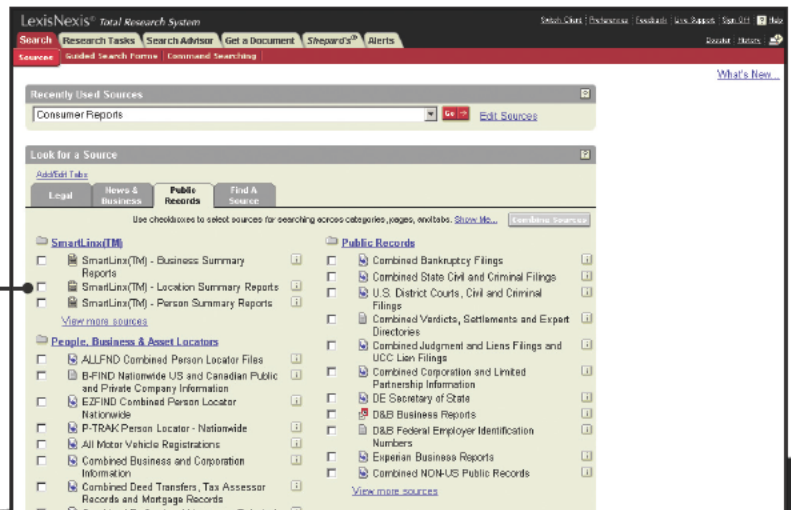 LexisNexis® Total Research System
Switch Client | Preferences | Feedback | Live Support | Sign Off | ? Help
Search Research Tasks Search Advisor Get a Document Shepard's® Alerts
Dossier | History
Sources Guided Search Forms Command Searching
What's New...
Recently Used Sources ?
Consumer Reports Go Edit Sources
Look for a Source ?
Add/Edit Tabs
Legal
News & Business
Public Records
Find A Source
Use checkboxes to select sources for searching across categories, pages, and tabs. Show Me... Combine Sources
SmartLinx(TM)
SmartLinx(TM) - Business Summary
Reports
SmartLinx(TM) - Location Summary Reports
SmartLinx(TM) - Person Summary Reports
View more sources
People, Business & Asset Locators
ALLFND Combined Person Locator Files
B-FIND Nationwide US and Canadian Public
and Private Company Information
EZFIND Combined Person Locator
Nationwide
P-TRAK Person Locator - Nationwide
All Motor Vehicle Registrations
Combined Business and Corporation
Information
Combined Deed Transfers, Tax Assessor
Records and Mortgage Records
Public Records
Combined Bankruptcy Filings
Combined State Civil and Criminal Filings
U.S. District Courts, Civil and Criminal
Filings
Combined Verdicts, Settlements and Expert
Directories
Combined Judgment and Liens Filings and
UCC Lien Filings
Combined Corporation and Limited
Partnership Information
DE Secretary of State
D&B Business Reports
D&B Federal Employer Identification
Numbers
Experian Business Reports
Combined NON-US Public Records
View more sources